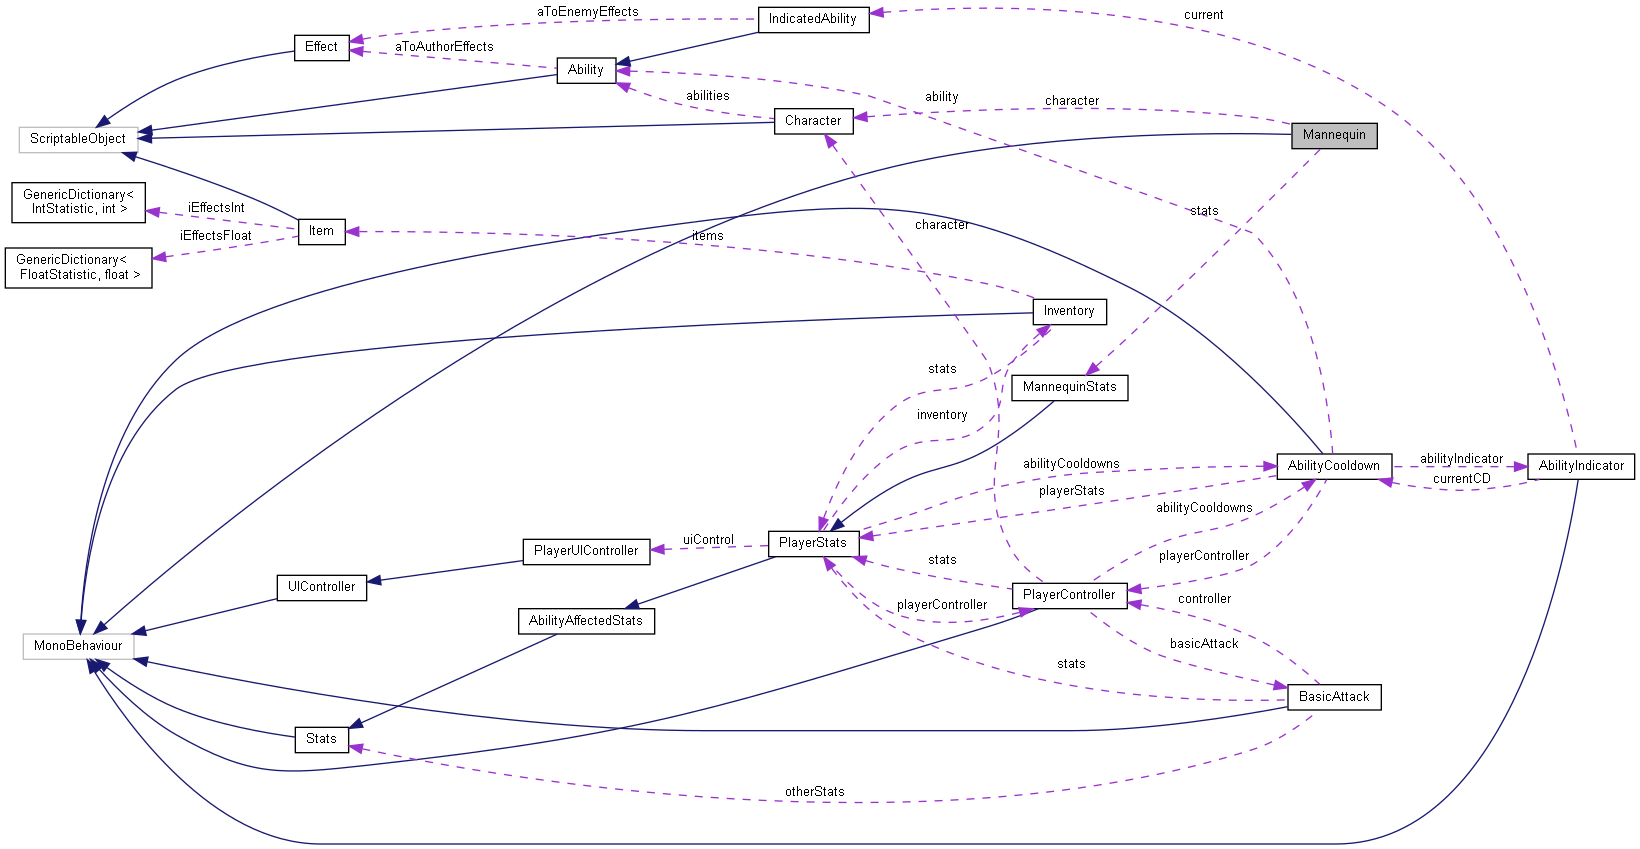 current
aToEnemyEffects
IndicatedAbility
Effect
aToAuthorEffects
Ability
abilities
ability
character
Character
Mannequin
ScriptableObject
GenericDictionary<
IntStatistic, int >
iEffectsInt
stats
Item
iEffectsFloat
items
character
GenericDictionary<
FloatStatistic, float >
Inventory
stats
MannequinStats
inventory
abilityCooldowns
AbilityCooldown
abilityIndicator
AbilityIndicator
currentCD
playerStats
abilityCooldowns
uiControl
PlayerStats
PlayerUIController
stats
playerController
UIController
PlayerController
controller
playerController
AbilityAffectedStats
MonoBehaviour
basicAttack
stats
BasicAttack
Stats
otherStats